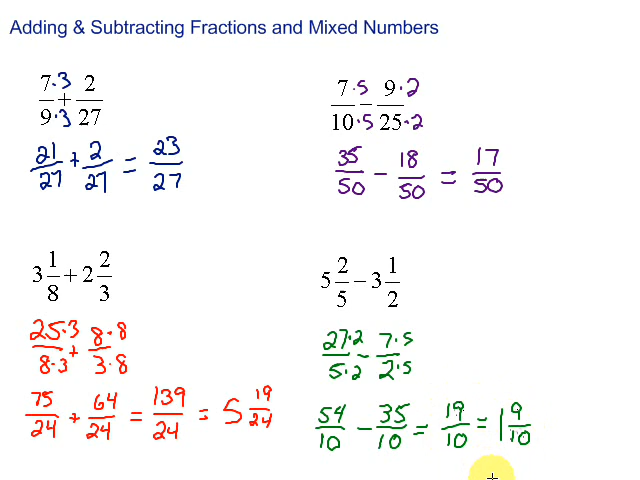 Adding & Subtracting Fractions and Mixed Numbers
7·3/9·3 + 2/27
21/27 + 2/27 = 23/27
7·5/10·5 − 9·2/25·2
35/50 − 18/50 = 17/50
3 1/8 + 2 2/3
25·3/8·3 + 8·8/3·8
75/24 + 64/24 = 139/24 = 5 19/24
5 2/5 − 3 1/2
27·2/5·2 − 7·5/2·5
54/10 − 35/10 = 19/10 = 1 9/10